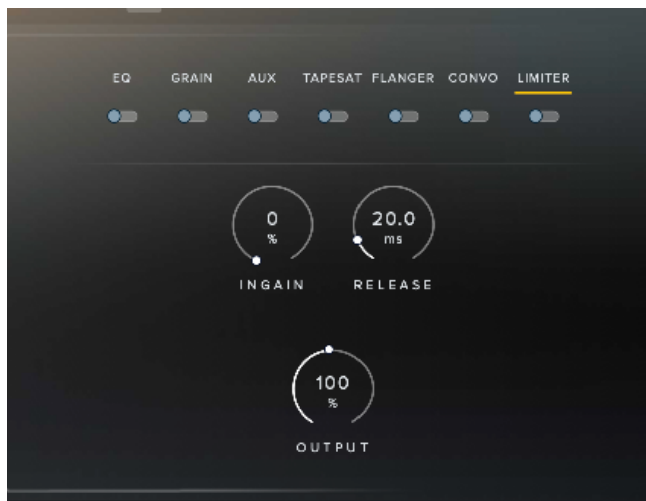 EQ GRAIN AUX TAPESAT FLANGER CONVO LIMITER
0 20.0
% ms
INGAIN RELEASE
100
%
OUTPUT